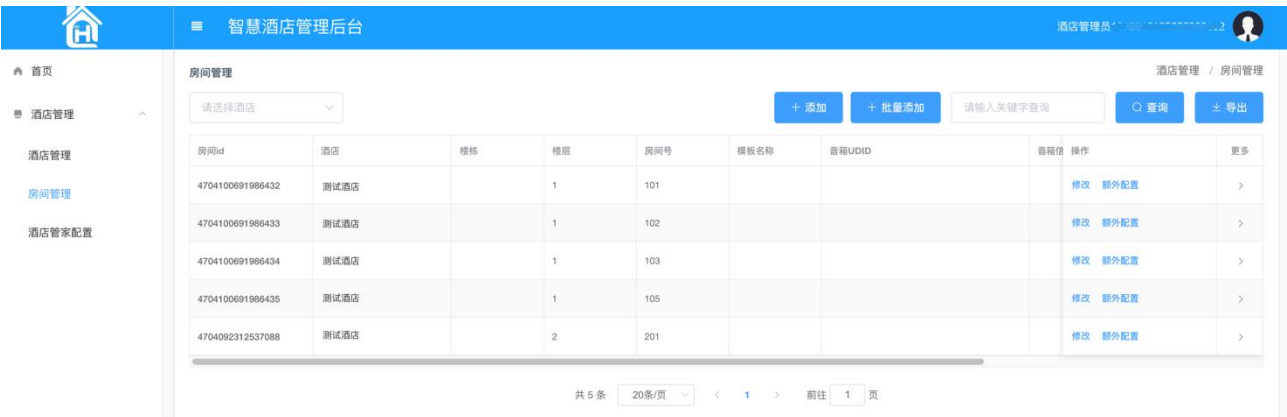 智慧酒店管理后台
酒店管理员
首页
酒店管理
酒店管理
房间管理
酒店管家配置
房间管理
酒店管理 / 房间管理
请选择酒店
+ 添加
+ 批量添加
请输入关键字查询
查询
导出
房间id 酒店 楼栋 楼层 房间号 模板名称 音箱UDID 音箱信 操作 更多
4704100691986432 测试酒店 1 101 修改 额外配置
4704100691986433 测试酒店 1 102 修改 额外配置
4704100691986434 测试酒店 1 103 修改 额外配置
4704100691986435 测试酒店 1 105 修改 额外配置
4704092312537088 测试酒店 2 201 修改 额外配置
共 5 条 20条/页 < 1 > 前往 1 页